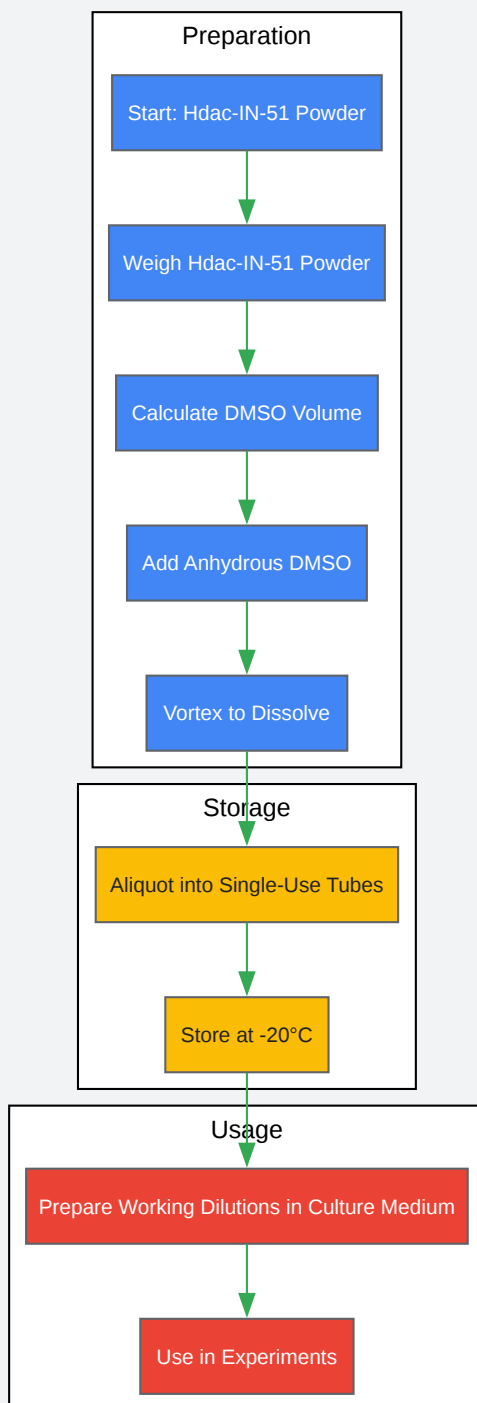 Preparation
Start: Hdac-IN-51 Powder
Weigh Hdac-IN-51 Powder
Calculate DMSO Volume
Add Anhydrous DMSO
Vortex to Dissolve
Storage
Aliquot into Single-Use Tubes
Store at -20°C
Usage
Prepare Working Dilutions in Culture Medium
Use in Experiments